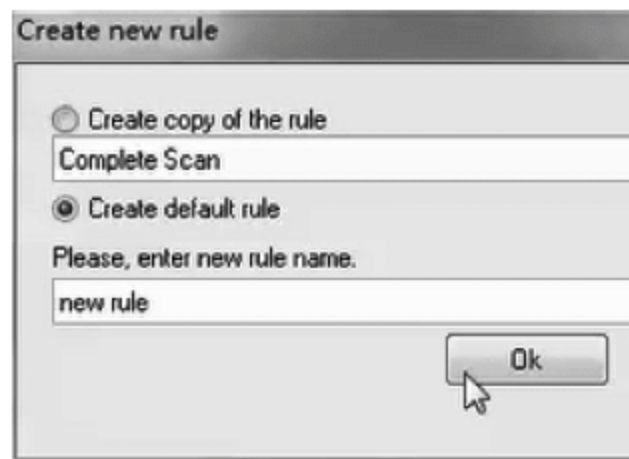 Create new rule
Create copy of the rule
Complete Scan
Create default rule
Please, enter new rule name.
new rule
Ok